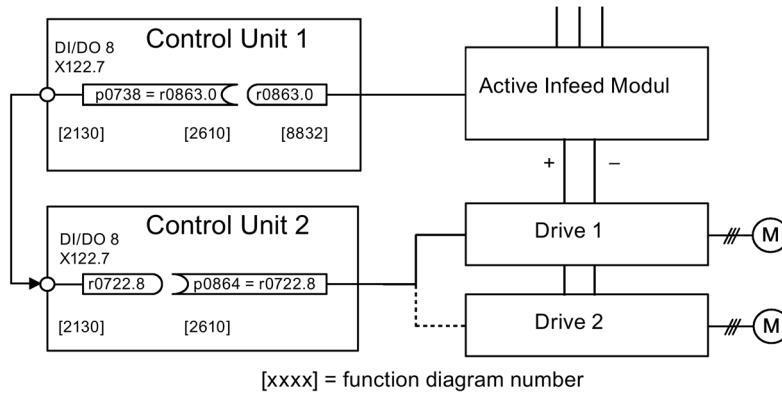 Control Unit 1
DI/DO 8
X122.7
p0738 = r0863.0
r0863.0
[2130]
[2610]
[8832]
Active Infeed Modul
+
–
Control Unit 2
DI/DO 8
X122.7
r0722.8
p0864 = r0722.8
[2130]
[2610]
Drive 1
M
Drive 2
M
[xxxx] = function diagram number